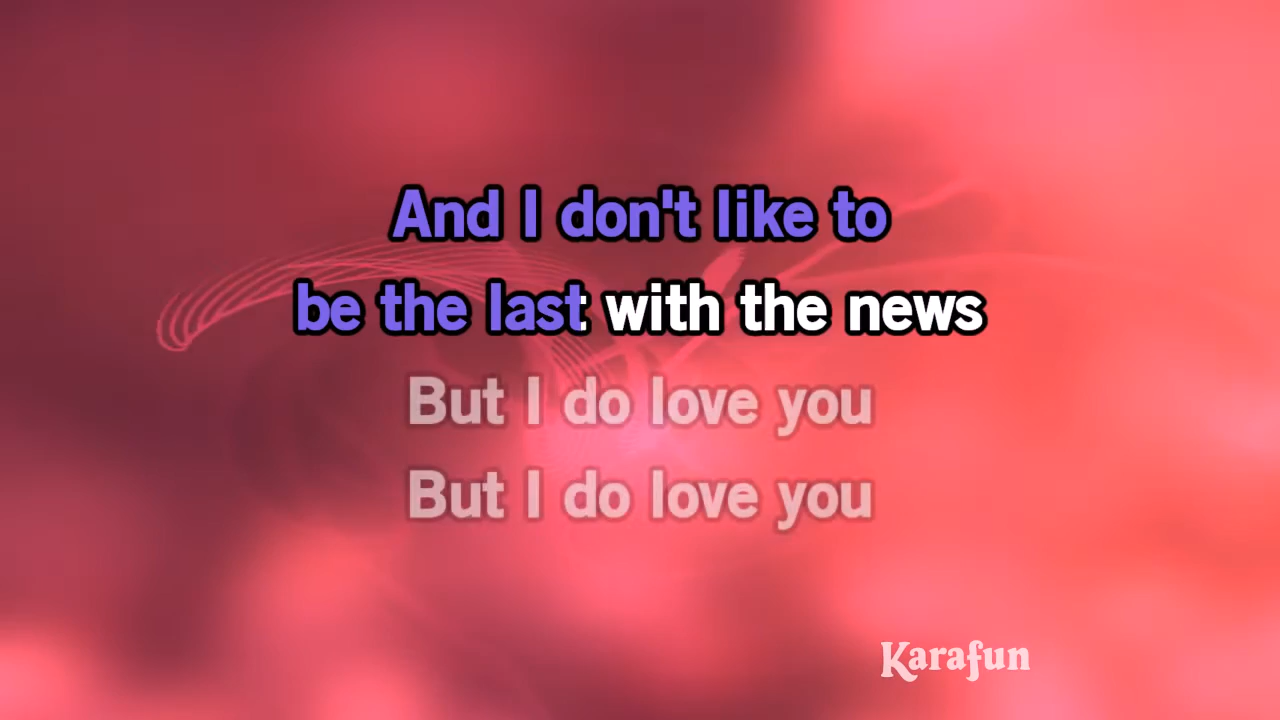 And I don't like to
be the last with the news
But I do love you
But I do love you
Karafun